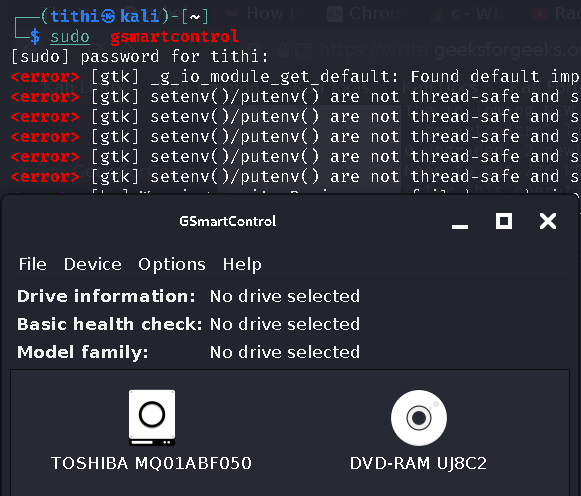 (tithi㉿kali)-[~]
$ sudo gsmartcontrol
[sudo] password for tithi:
<error> [gtk] _g_io_module_get_default: Found default imp
<error> [gtk] setenv()/putenv() are not thread-safe and s
<error> [gtk] setenv()/putenv() are not thread-safe and s
<error> [gtk] setenv()/putenv() are not thread-safe and s
<error> [gtk] setenv()/putenv() are not thread-safe and s
<error> [gtk] setenv()/putenv() are not thread-safe and s
GSmartControl
File Device Options Help
Drive information: No drive selected
Basic health check: No drive selected
Model family: No drive selected
TOSHIBA MQ01ABF050 DVD-RAM UJ8C2